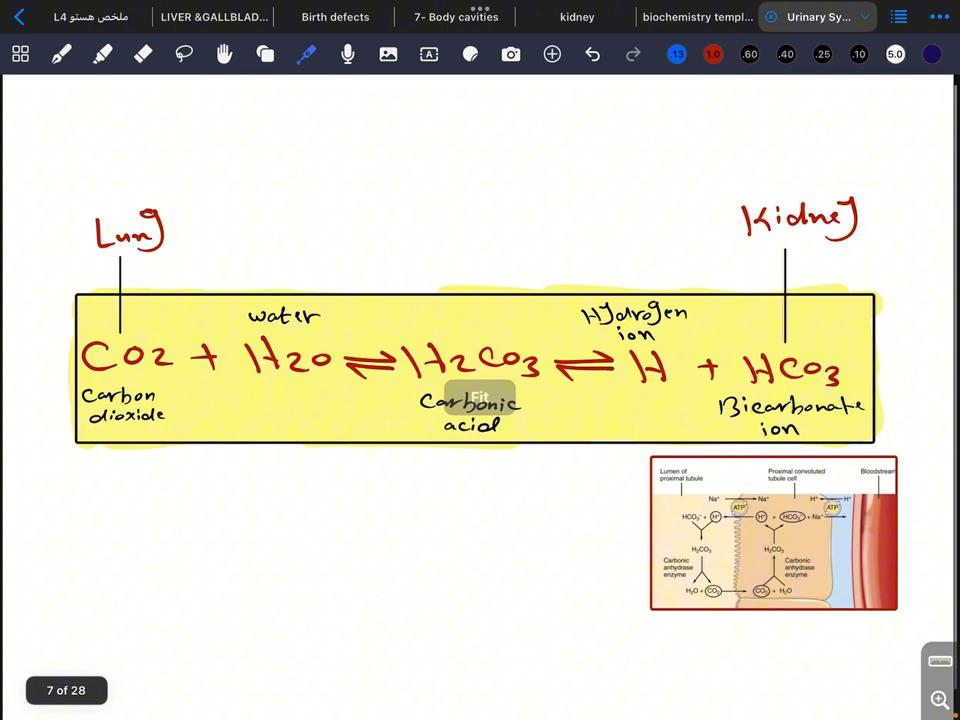 ملخص هستو L4
LIVER &GALLBLAD...
Birth defects
7- Body cavities
kidney
biochemistry templ...
Urinary Sy...
13
1.0
.60
.40
.25
.10
5.0
Lung
Kidney
water
Hydrogen
ion
CO2 + H2O ⇌ H2CO3 ⇌ H + HCO3
Carbon
dioxide
Carbonic
acid
Bicarbonate
ion
Fit
Lumen of
proximal tubule
Proximal convoluted
tubule cell
Bloodstream
Na⁺ Na⁺ H⁺ H⁺
ATP ATP
HCO₃⁻ + H⁺ H⁺ + HCO₃⁻ + Na⁺
H₂CO₃ H₂CO₃
Carbonic
anhydrase
enzyme
Carbonic
anhydrase
enzyme
H₂O + CO₂ CO₂ + H₂O
7 of 28